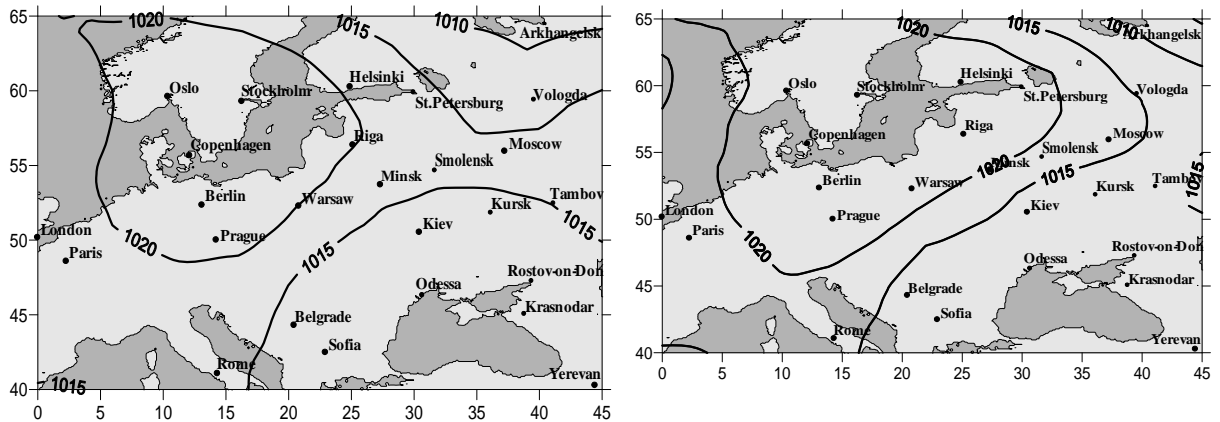 65
60
55
50
45
40
0
5
10
15
20
25
30
35
40
45
1020
1015
1010
Arkhangelsk
Helsinki
Oslo
Stockholmr
St.Petersburg
Vologda
Riga
Moscow
Copenhagen
Smolensk
Minsk
Berlin
Warsaw
Kursk
Tambov
1015
London
1020
Prague
Kiev
Paris
1015
Odessa
Rostov-on-Don
Krasnodar
Belgrade
Sofia
Rome
Yerevan
1015
65
60
55
50
45
40
0
5
10
15
20
25
30
35
40
45
1020
1015
1010
Arkhangelsk
Helsinki
Oslo
Stockholmr
St.Petersburg
Vologda
Riga
Moscow
Copenhagen
Smolensk
1020
Berlin
Warsaw
1015
Kursk
1015
London
Prague
Kiev
Paris
1020
Odessa
Rostov-on-Don
Krasnodar
Belgrade
Sofia
Rome
Yerevan